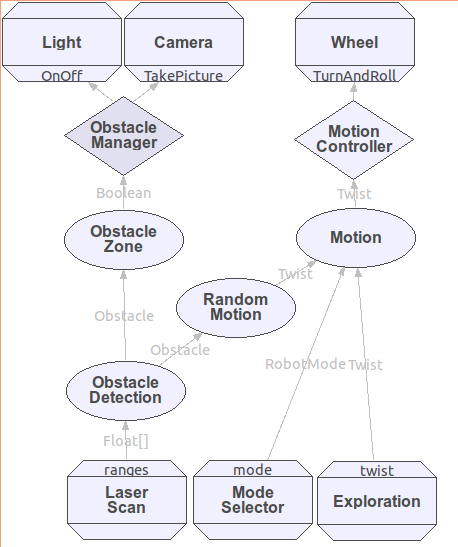 Light
Camera
Wheel
OnOff
TakePicture
TurnAndRoll
Obstacle
Manager
Motion
Controller
Boolean
Twist
Obstacle
Zone
Motion
Twist
Random
Motion
Obstacle
Obstacle
RobotMode
Twist
Obstacle
Detection
Float[]
ranges
mode
twist
Laser
Scan
Mode
Selector
Exploration